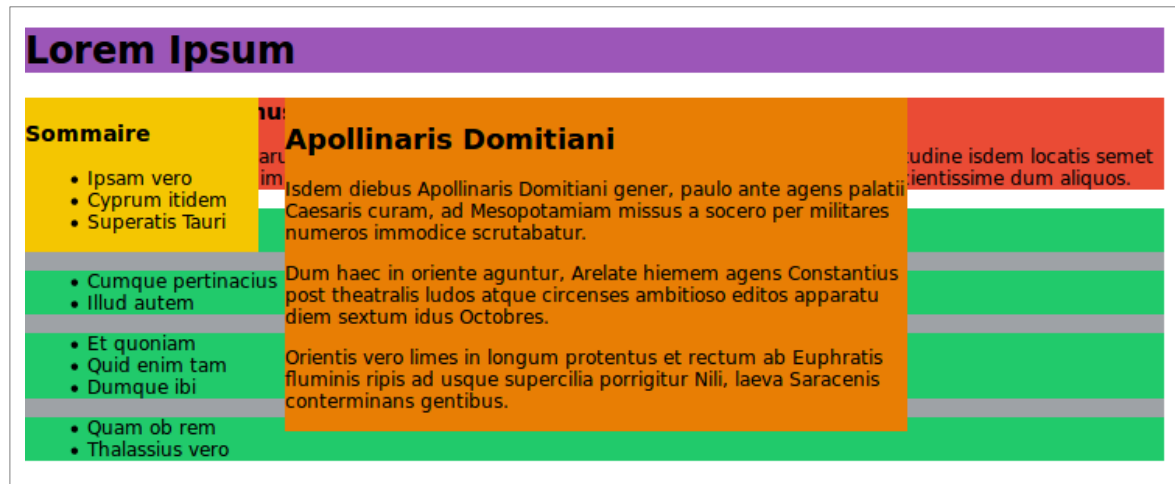 Lorem Ipsum
Sommaire
• Ipsam vero
• Cyprum itidem
• Superatis Tauri
Apollinaris Domitiani
Isdem diebus Apollinaris Domitiani gener, paulo ante agens palatii
Caesaris curam, ad Mesopotamiam missus a socero per militares
numeros immodice scrutabatur.
Dum haec in oriente aguntur, Arelate hiemem agens Constantius
post theatralis ludos atque circenses ambitioso editos apparatu
diem sextum idus Octobres.
Orientis vero limes in longum protentus et rectum ab Euphratis
fluminis ripis ad usque supercilia porrigitur Nili, laeva Saracenis
conterminans gentibus.
isdem locatis semet
dum aliquos.
• Cumque pertinacius
• Illud autem
• Et quoniam
• Quid enim tam
• Dumque ibi
• Quam ob rem
• Thalassius vero